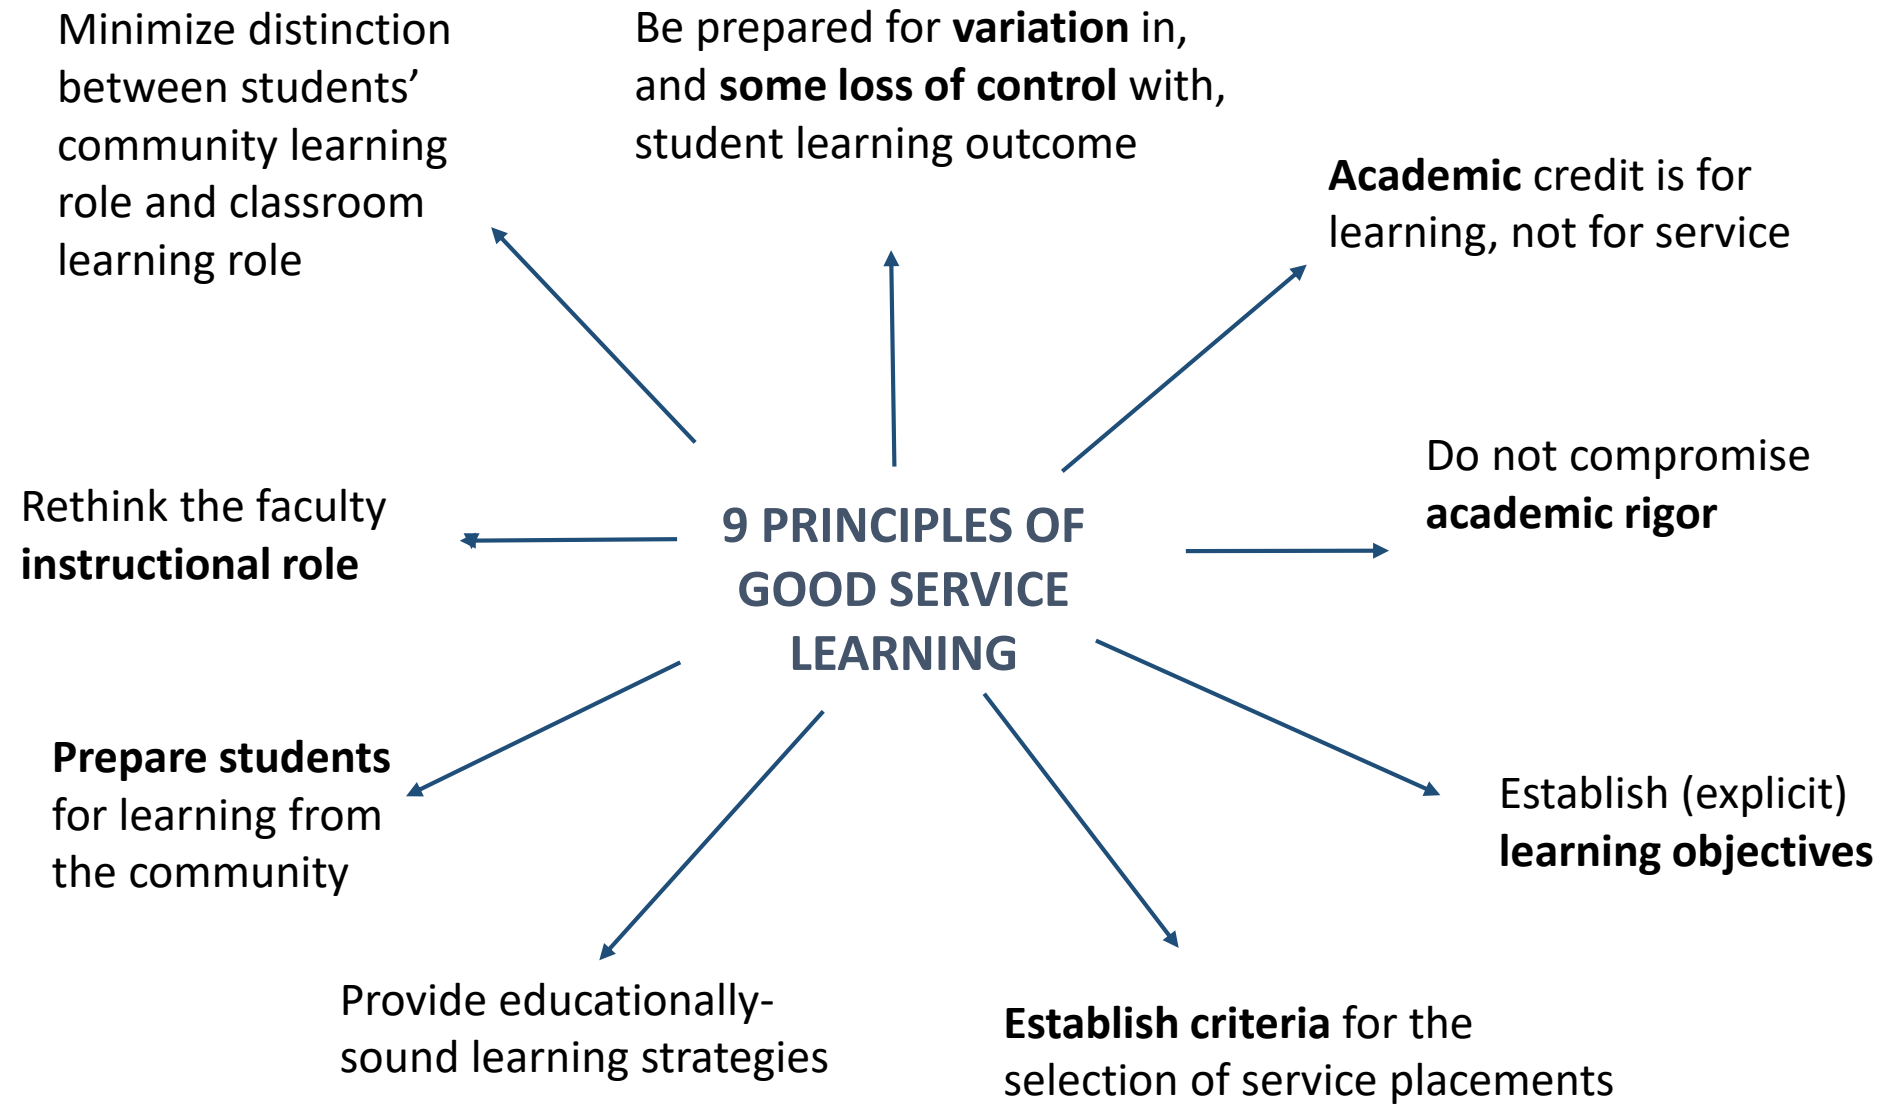 Minimize distinction
between students’
community learning
role and classroom
learning role
Be prepared for variation in,
and some loss of control with,
student learning outcome
Academic credit is for
learning, not for service
Do not compromise
academic rigor
Rethink the faculty
instructional role
9 PRINCIPLES OF
GOOD SERVICE
LEARNING
Prepare students
for learning from
the community
Establish (explicit)
learning objectives
Provide educationally-
sound learning strategies
Establish criteria for the
selection of service placements